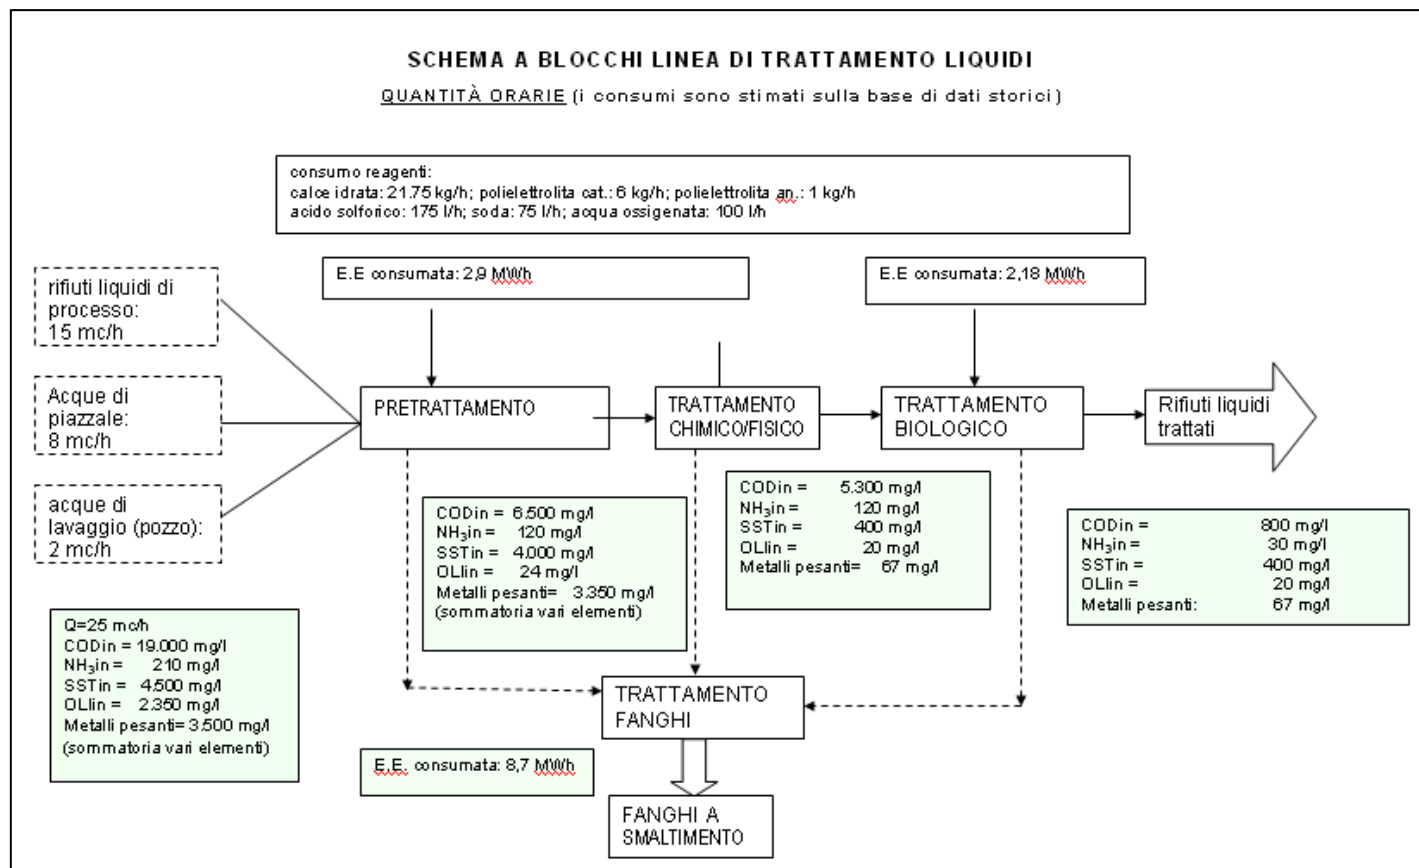 SCHEMA A BLOCCHI LINEA DI TRATTAMENTO LIQUIDI
QUANTITÀ ORARIE (i consumi sono stimati sulla base di dati storici)
consumo reagenti:
calce idrata: 21.75 kg/h; polielettrolita cat.: 6 kg/h; polielettrolita an.: 1 kg/h
acido solforico: 175 l/h; soda: 75 l/h; acqua ossigenata: 100 l/h
E.E consumata: 2,9 MWh
E.E consumata: 2,18 MWh
rifiuti liquidi di
processo:
15 mc/h
Acque di
piazzale:
8 mc/h
acque di
lavaggio (pozzo):
2 mc/h
PRETRATTAMENTO
TRATTAMENTO
CHIMICO/FISICO
TRATTAMENTO
BIOLOGICO
Rifiuti liquidi
trattati
Q=25 mc/h
CODin = 19.000 mg/l
NH₃in = 210 mg/l
SSTin = 4.500 mg/l
OLIin = 2.350 mg/l
Metalli pesanti= 3.500 mg/l
(sommatoria vari elementi)
CODin = 6.500 mg/l
NH₃in = 120 mg/l
SSTin = 4.000 mg/l
OLIin = 24 mg/l
Metalli pesanti= 3.350 mg/l
(sommatoria vari elementi)
CODin = 5.300 mg/l
NH₃in = 120 mg/l
SSTin = 400 mg/l
OLIin = 20 mg/l
Metalli pesanti= 67 mg/l
CODin = 800 mg/l
NH₃in = 30 mg/l
SSTin = 400 mg/l
OLIin = 20 mg/l
Metalli pesanti: 67 mg/l
TRATTAMENTO
FANGHI
E.E. consumata: 8,7 MWh
FANGHI A
SMALTIMENTO